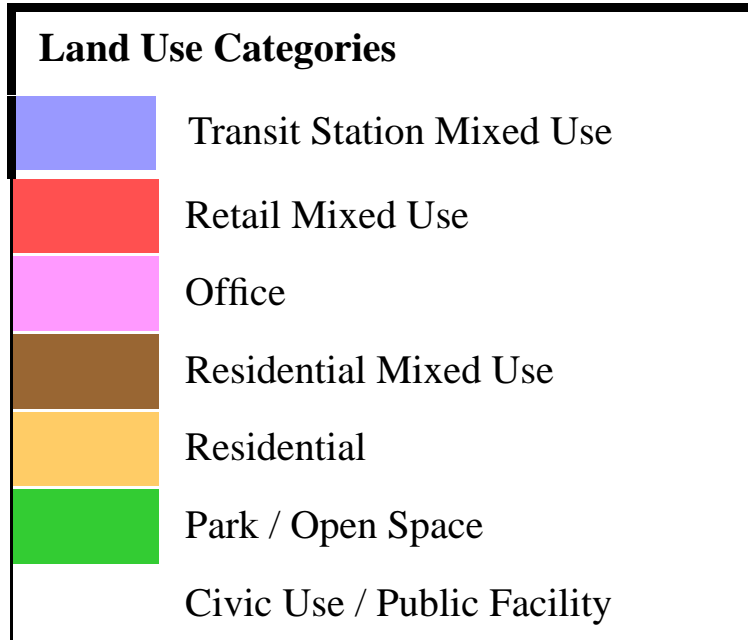 Land Use Categories
Transit Station Mixed Use
Retail Mixed Use
Office
Residential Mixed Use
Residential
Park / Open Space
Civic Use / Public Facility